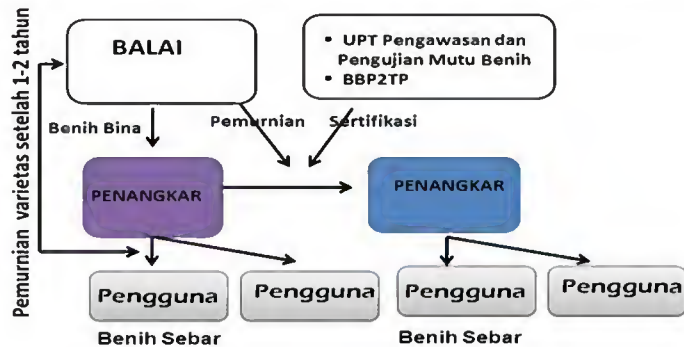 Pemurnian varietas setelah 1-2 tahun
BALAI
• UPT Pengawasan dan
Pengujian Mutu Benih
• BBP2TP
Benih Bina
Pemurnian
Sertifikasi
PENANGKAR
PENANGKAR
Pengguna
Pengguna
Pengguna
Pengguna
Benih Sebar
Benih Sebar